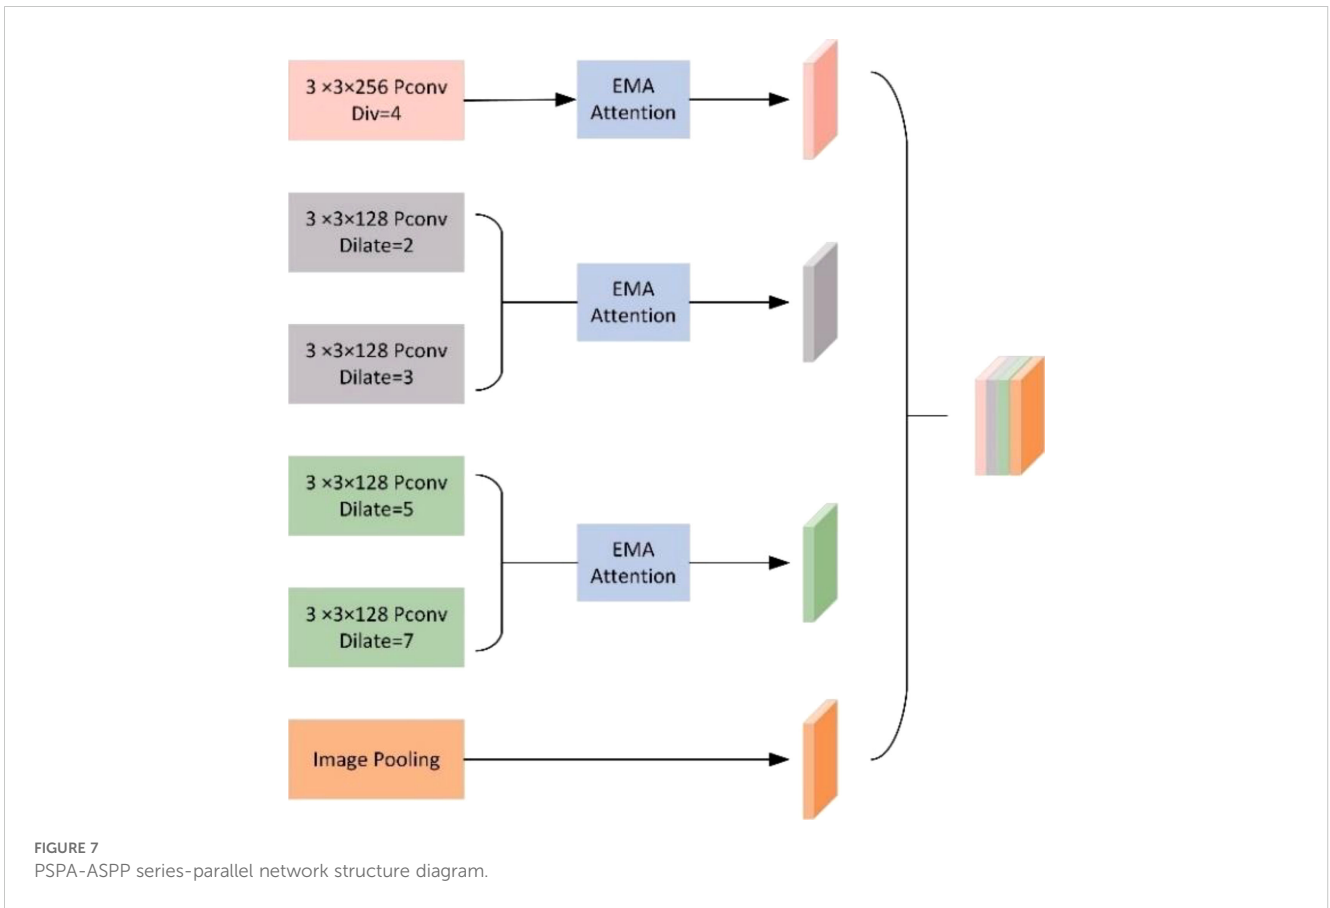 3 ×3×256 Pconv
Div=4
EMA
Attention
3 ×3×128 Pconv
Dilate=2
3 ×3×128 Pconv
Dilate=3
EMA
Attention
3 ×3×128 Pconv
Dilate=5
3 ×3×128 Pconv
Dilate=7
EMA
Attention
Image Pooling
FIGURE 7
PSPA-ASPP series-parallel network structure diagram.